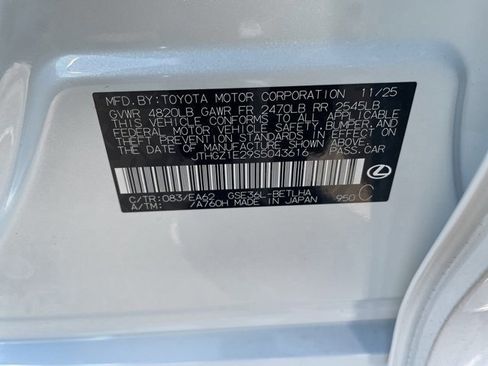 MFD.BY:TOYOTA MOTOR CORPORATION 11/25
GVWR 4820LB GAWR FR 2470LB RR 2545LB
THIS VEHICLE CONFORMS TO ALL APPLICABLE
FEDERAL MOTOR VEHICLE SAFETY, BUMPER, AND
THEFT PREVENTION STANDARDS IN EFFECT ON
THE DATE OF MANUFACTURE SHOWN ABOVE.
JTHGZ1E29S5043616 PASS.CAR
C/TR:083/EA62 GSE36L-BETLHA
A/TM: /A760H MADE IN JAPAN 950 C